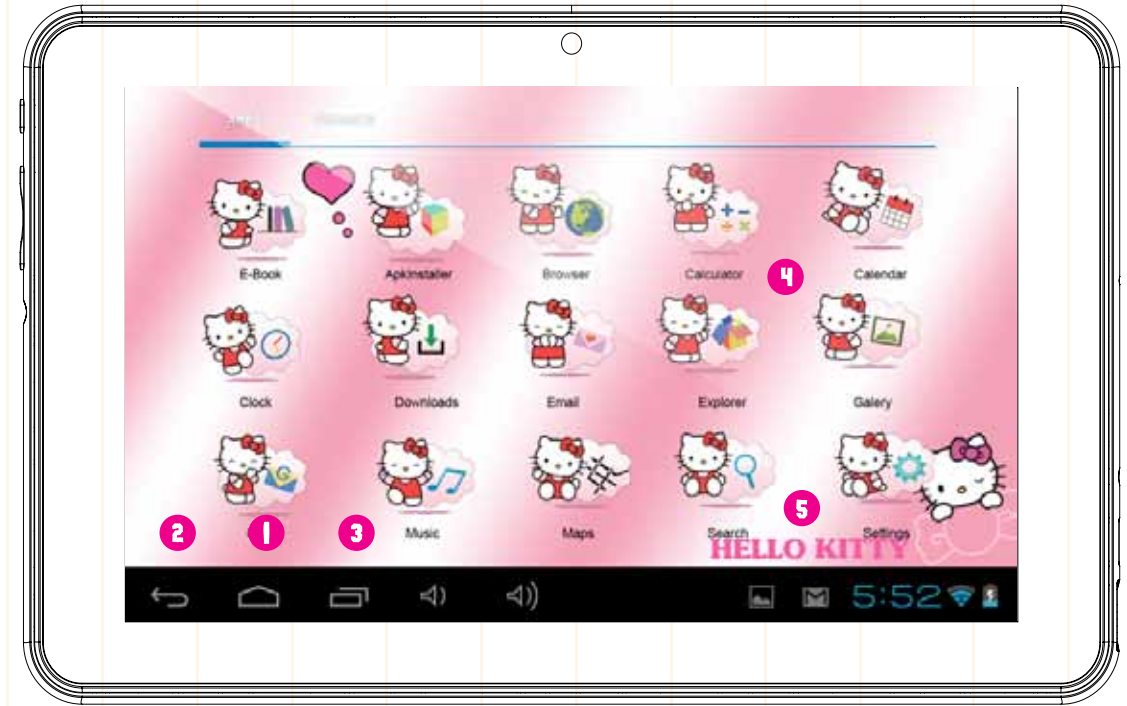 E-Book Apkinstaller Browser Calculator Calendar
4
Clock Downloads Email Explorer Galery
G
2 1 3 Music Maps Search 5 Settings
HELLO KITTY
5:52